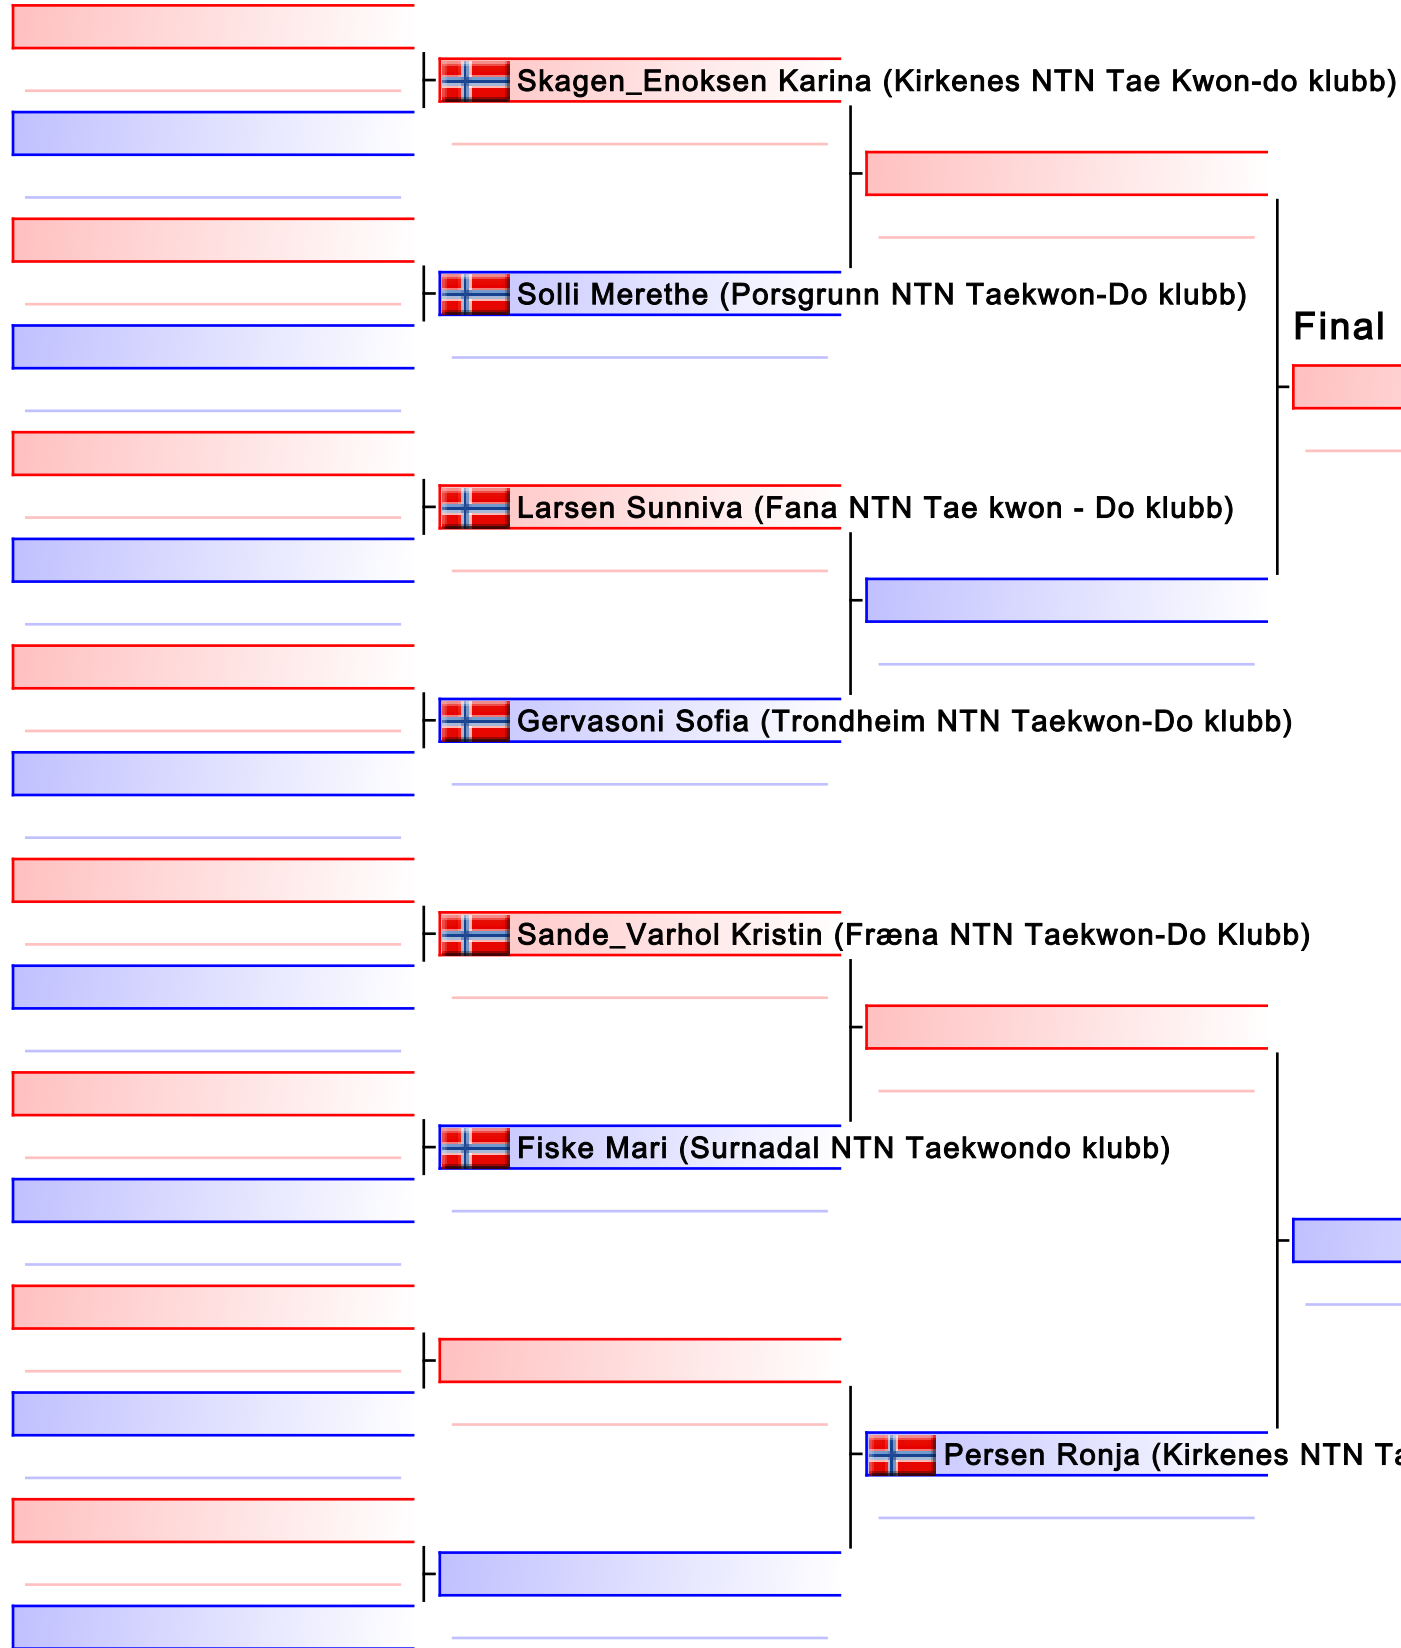 Skagen_Enoksen Karina (Kirkenes NTN Tae Kwon-do klubb)
Solli Merethe (Porsgrunn NTN Taekwon-Do klubb)
Final
Larsen Sunniva (Fana NTN Tae kwon - Do klubb)
Gervasoni Sofia (Trondheim NTN Taekwon-Do klubb)
Sande_Varhol Kristin (Fræna NTN Taekwon-Do Klubb)
Fiske Mari (Surnadal NTN Taekwondo klubb)
Persen Ronja (Kirkenes NTN